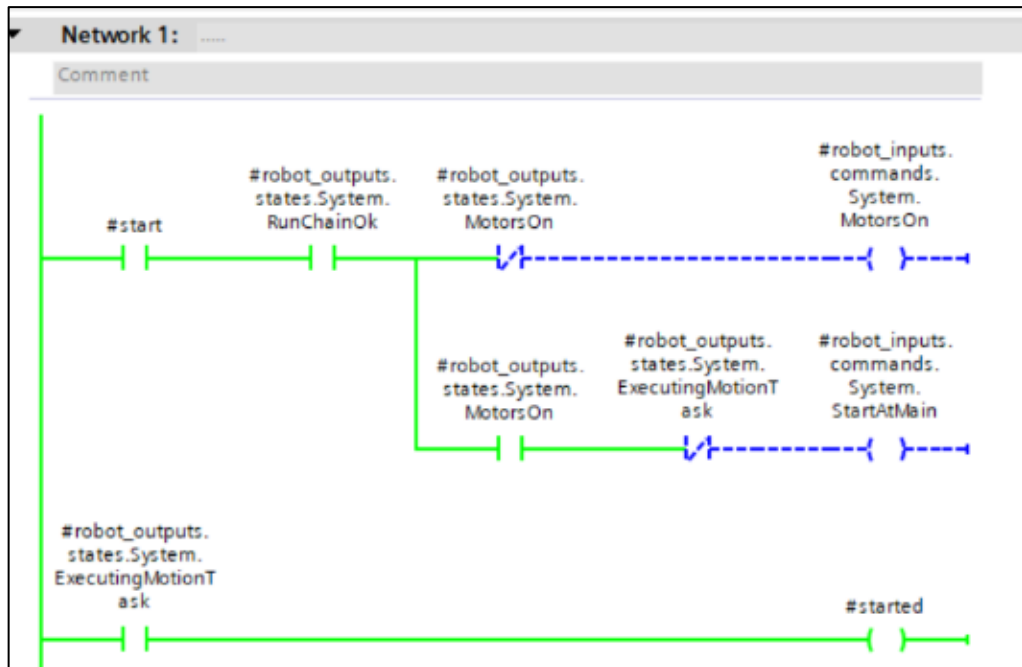 Network 1: .....
Comment
#start
#robot_outputs.
states.System.
RunChainOk
#robot_outputs.
states.System.
MotorsOn
#robot_inputs.
commands.
System.
MotorsOn
#robot_outputs.
states.System.
MotorsOn
#robot_outputs.
states.System.
ExecutingMotionT
ask
#robot_inputs.
commands.
System.
StartAtMain
#robot_outputs.
states.System.
ExecutingMotionT
ask
#started